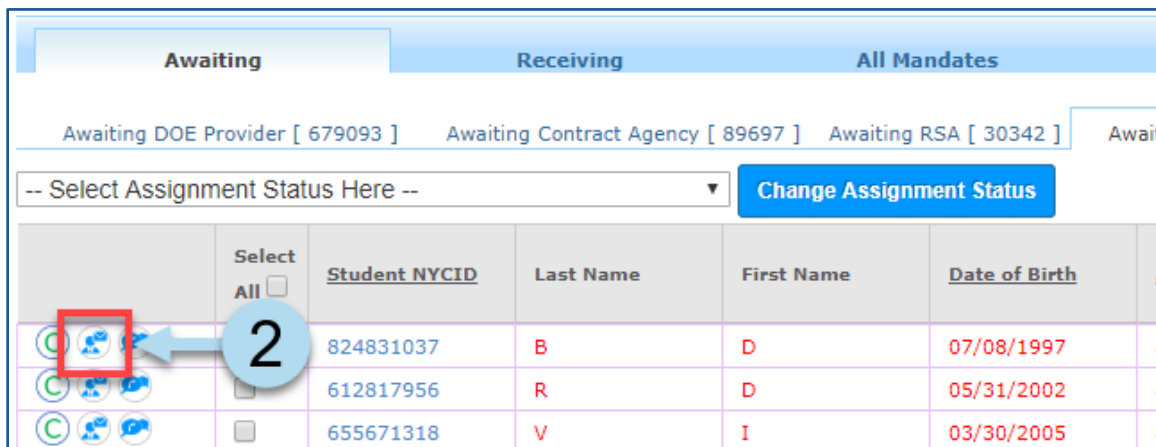 Awaiting Receiving All Mandates
Awaiting DOE Provider [ 679093 ] Awaiting Contract Agency [ 89697 ] Awaiting RSA [ 30342 ]
-- Select Assignment Status Here -- Change Assignment Status
Select
All Student NYCID Last Name First Name Date of Birth
C 2 824831037 B D 07/08/1997
C 612817956 R D 05/31/2002
C 655671318 V I 03/30/2005